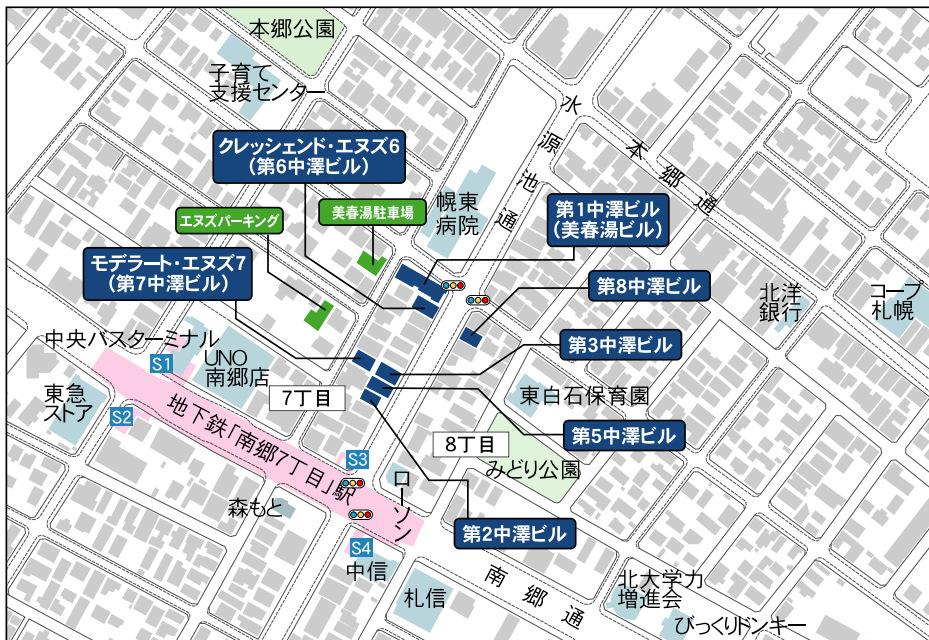 本郷公園
子育て
支援センター
水源池通
本郷通
クレッシェンド・エヌズ6
(第6中澤ビル)
幌東
病院
第1中澤ビル
(美春湯ビル)
エヌズパーキング
美春湯駐車場
モデラート・エヌズ7
(第7中澤ビル)
第8中澤ビル
北洋
銀行
コープ
札幌
中央バスターミナル
S1
UNO
南郷店
第3中澤ビル
東急
ストア
S2
7丁目
東白石保育園
地下鉄「南郷7丁目」駅
8丁目
第5中澤ビル
S3
みどり公園
ローソン
森もと
第2中澤ビル
S4
中信
札信
南郷通
北大学力
増進会
びっくりドンキー